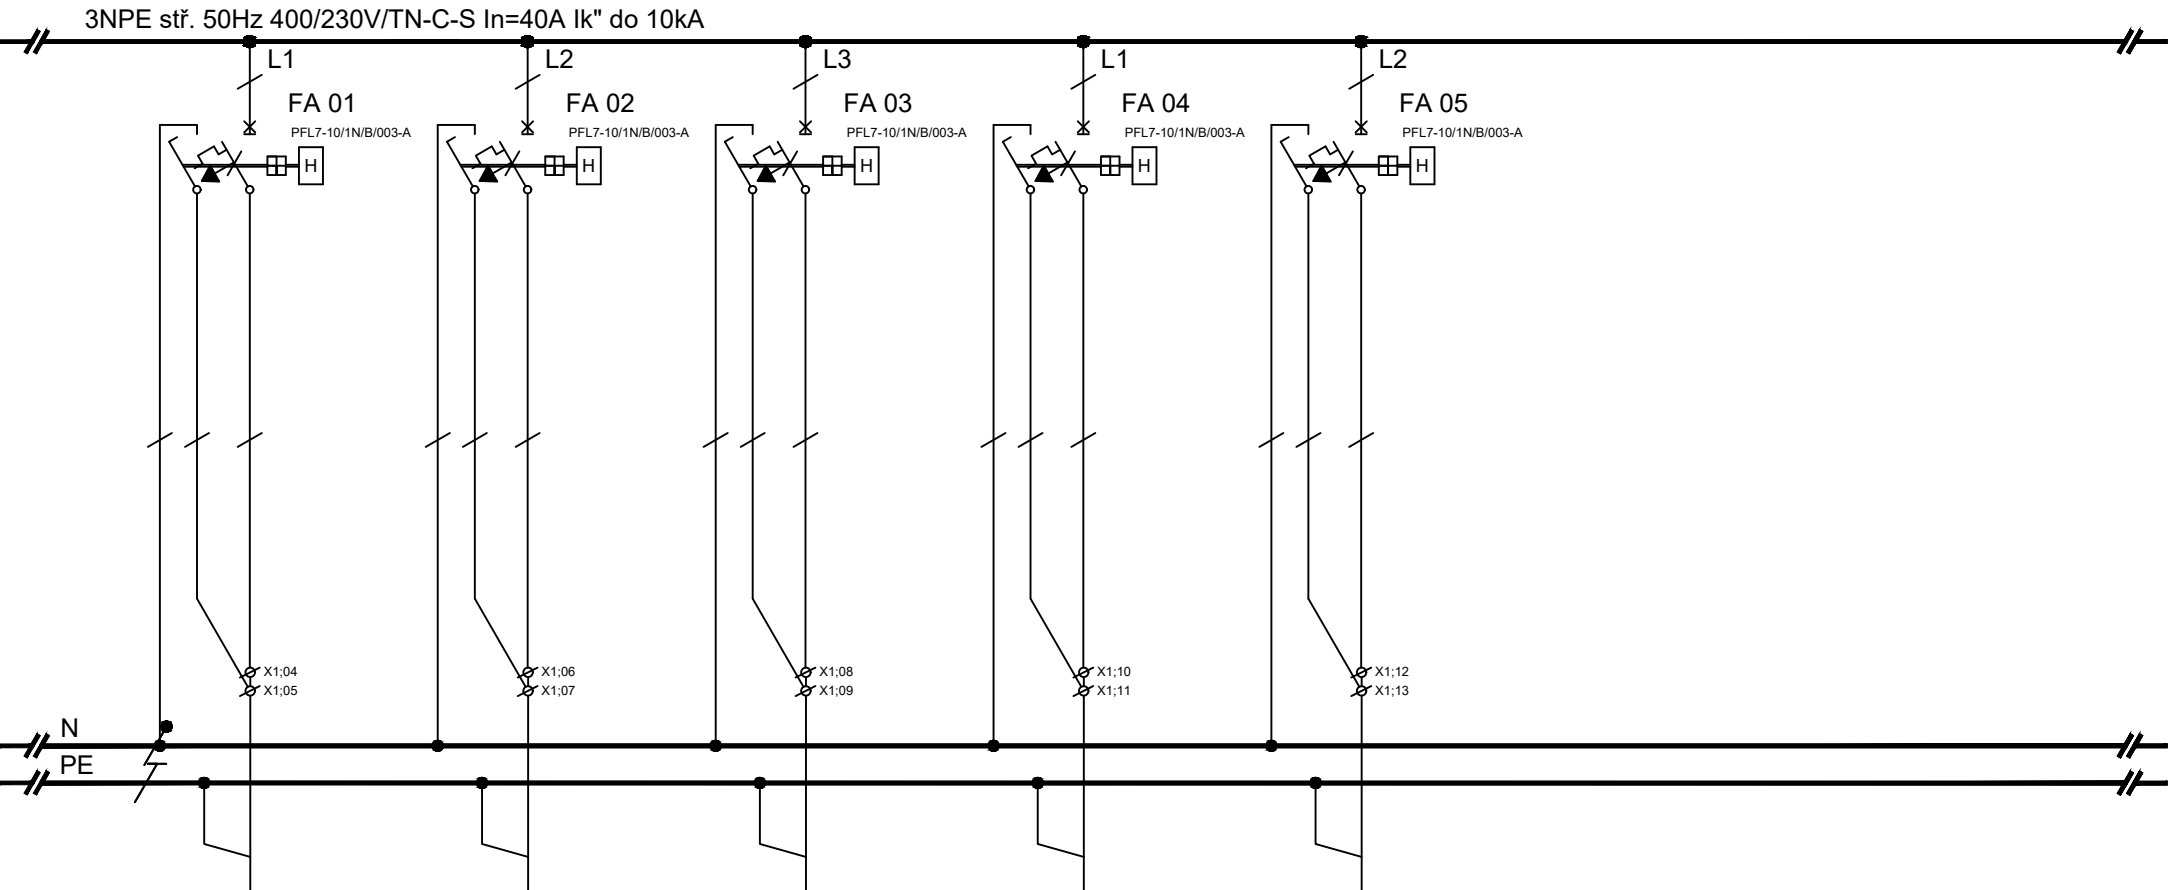 3NPE stř. 50Hz 400/230V/TN-C-S In=40A Ik" do 10kA
L1 L2 L3 L1 L2
FA 01 FA 02 FA 03 FA 04 FA 05
PFL7-10/1N/B/003-A PFL7-10/1N/B/003-A PFL7-10/1N/B/003-A PFL7-10/1N/B/003-A PFL7-10/1N/B/003-A
H H H H H
X1;04 X1;06 X1;08 X1;10 X1;12
X1;05 X1;07 X1;09 X1;11 X1;13
N
PE